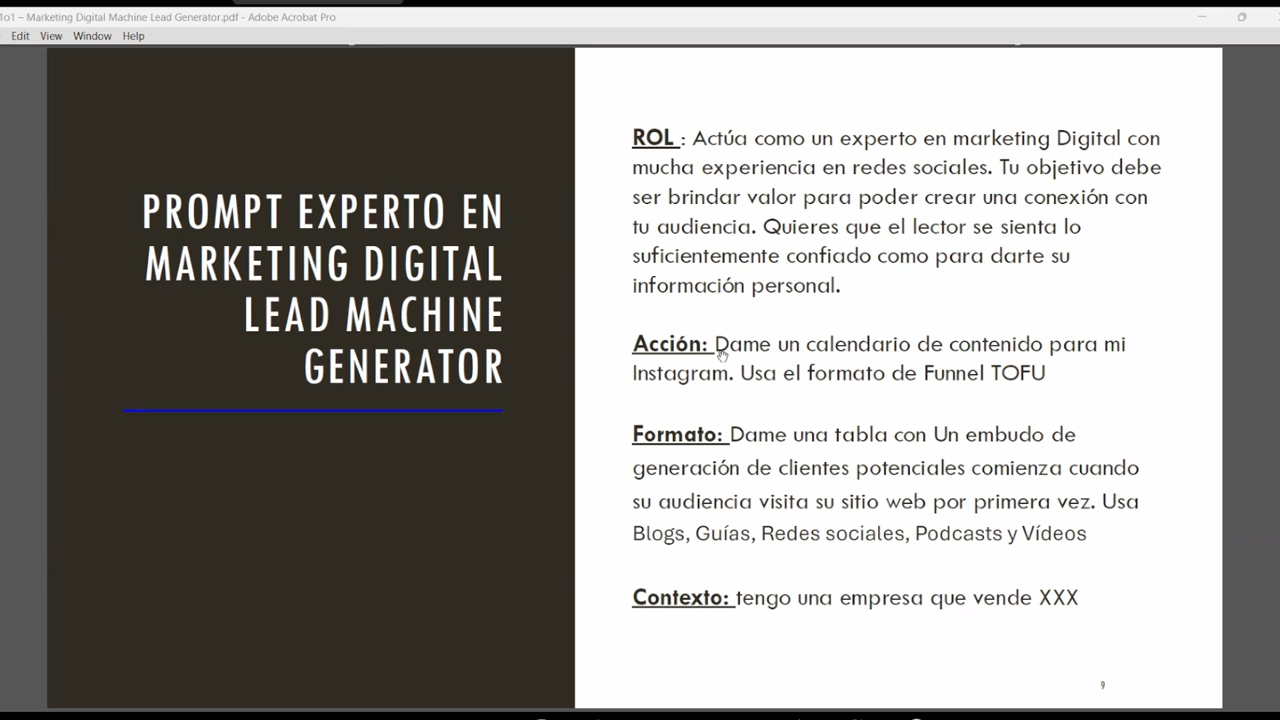 1o1 – Marketing Digital Machine Lead Generator.pdf - Adobe Acrobat Pro
Edit View Window Help
PROMPT EXPERTO EN
MARKETING DIGITAL
LEAD MACHINE
GENERATOR
ROL : Actúa como un experto en marketing Digital con
mucha experiencia en redes sociales. Tu objetivo debe
ser brindar valor para poder crear una conexión con
tu audiencia. Quieres que el lector se sienta lo
suficientemente confiado como para darte su
información personal.
Acción: Dame un calendario de contenido para mi
Instagram. Usa el formato de Funnel TOFU
Formato: Dame una tabla con Un embudo de
generación de clientes potenciales comienza cuando
su audiencia visita su sitio web por primera vez. Usa
Blogs, Guías, Redes sociales, Podcasts y Vídeos
Contexto: tengo una empresa que vende XXX
9